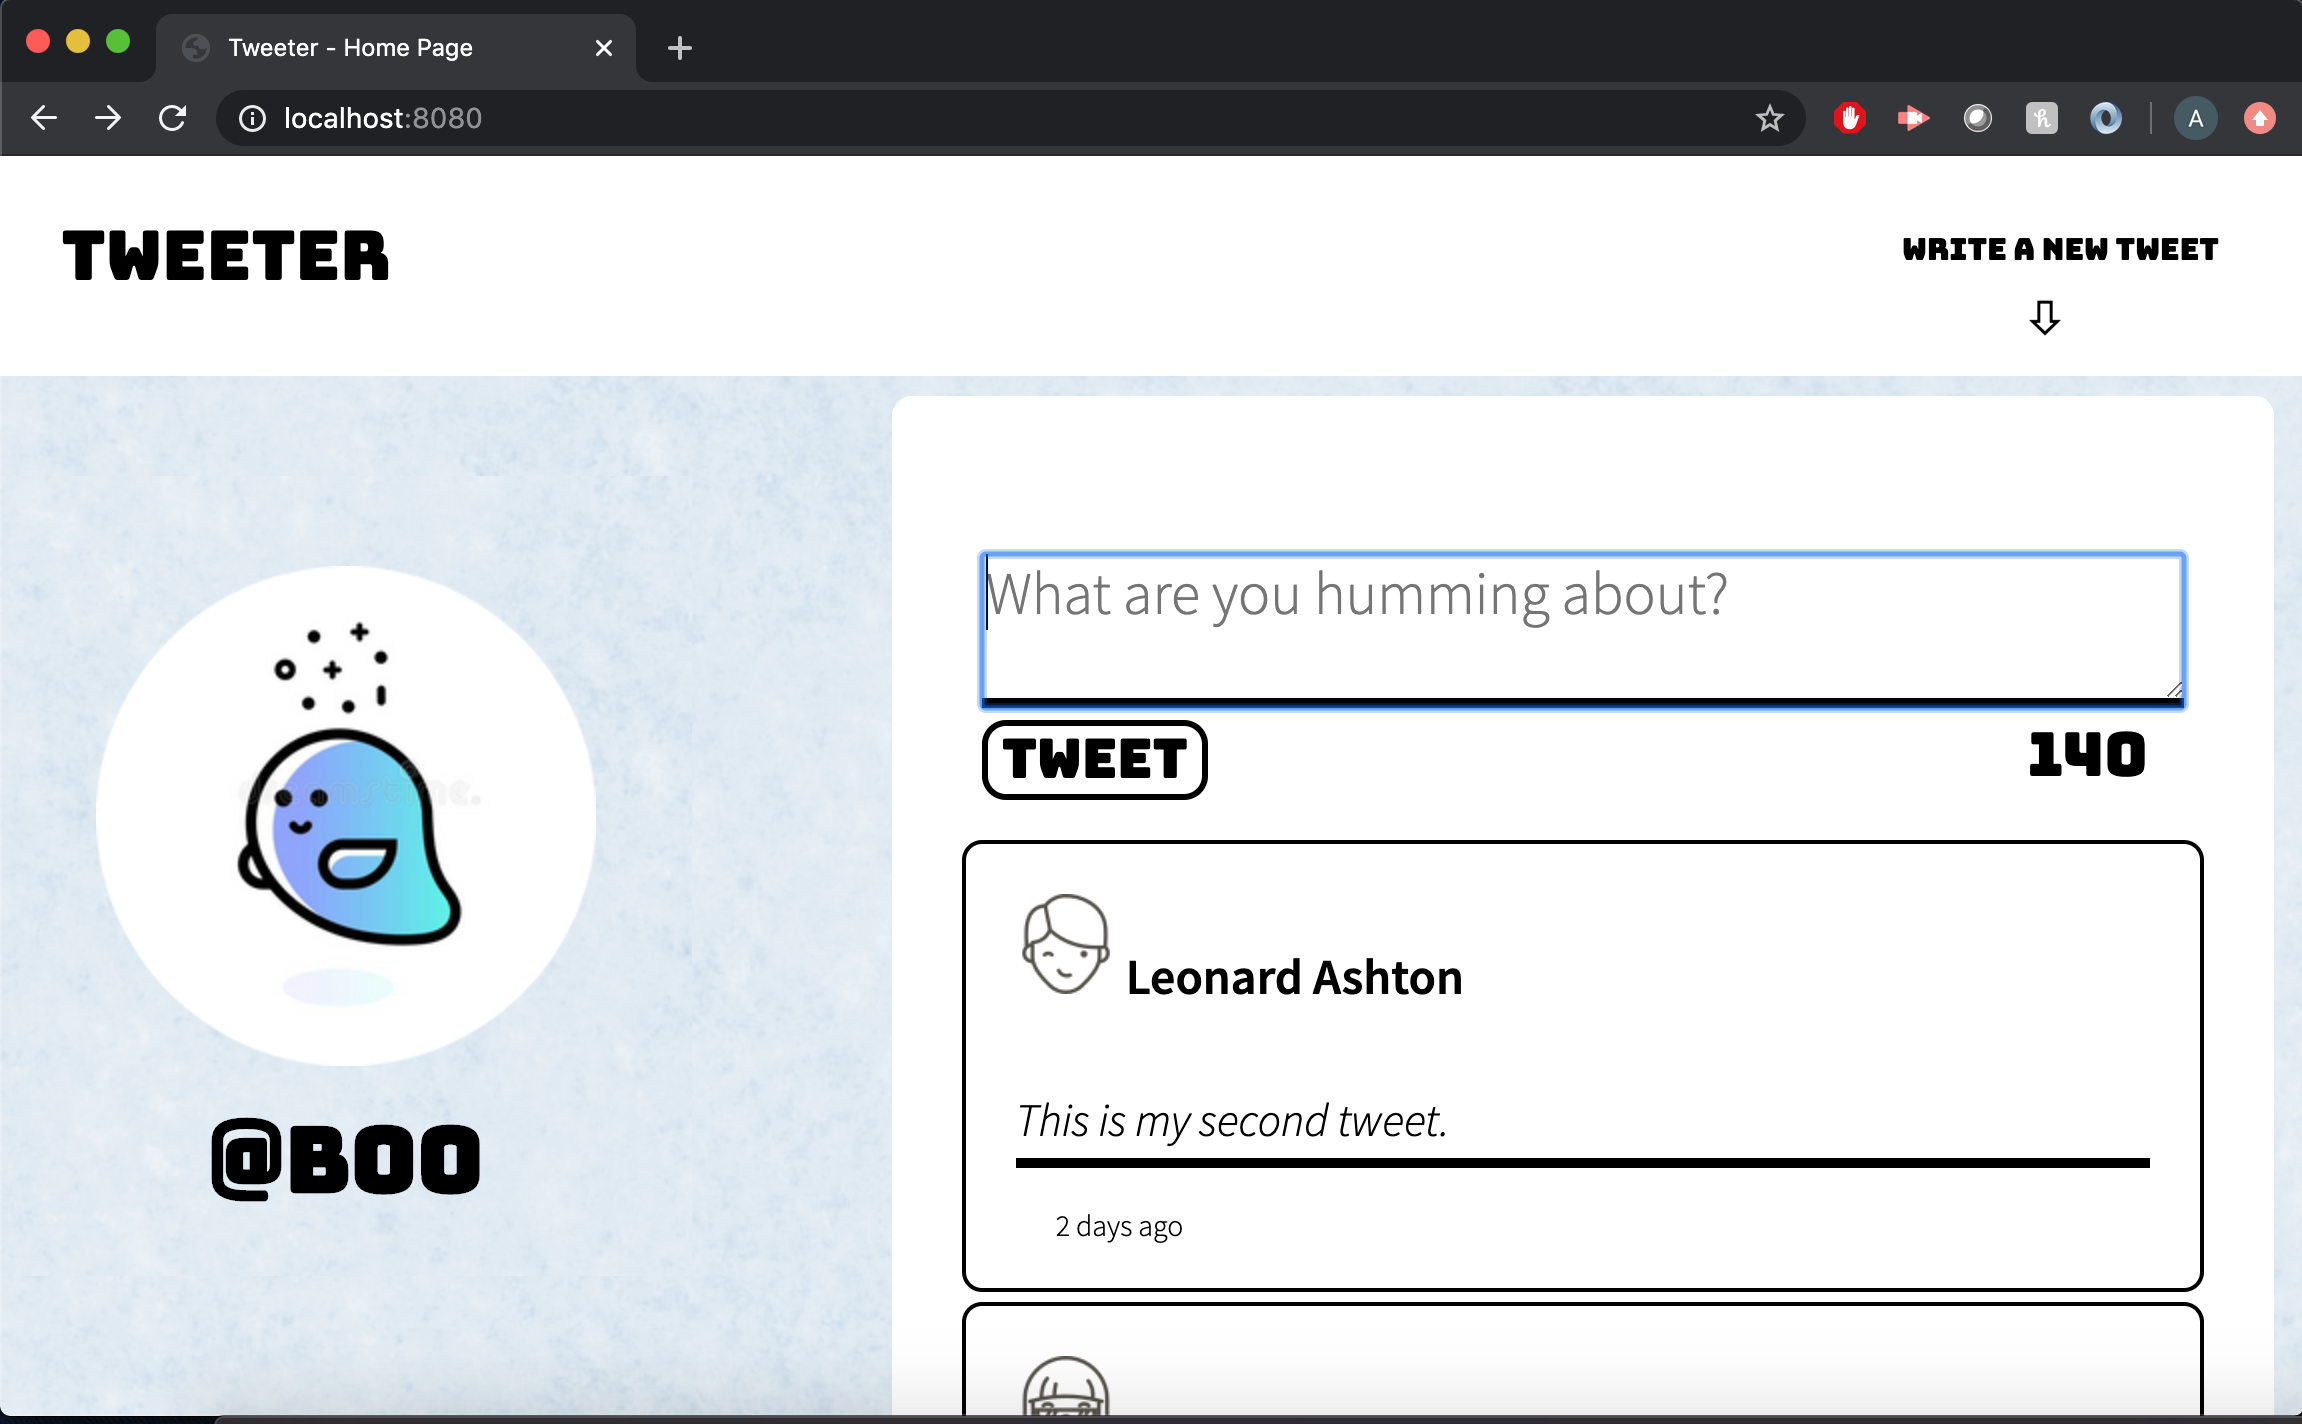 Tweeter - Home Page
localhost:8080
A
TWEETER
WRITE A NEW TWEET
What are you humming about?
TWEET
140
@BOO
Leonard Ashton
This is my second tweet.
2 days ago